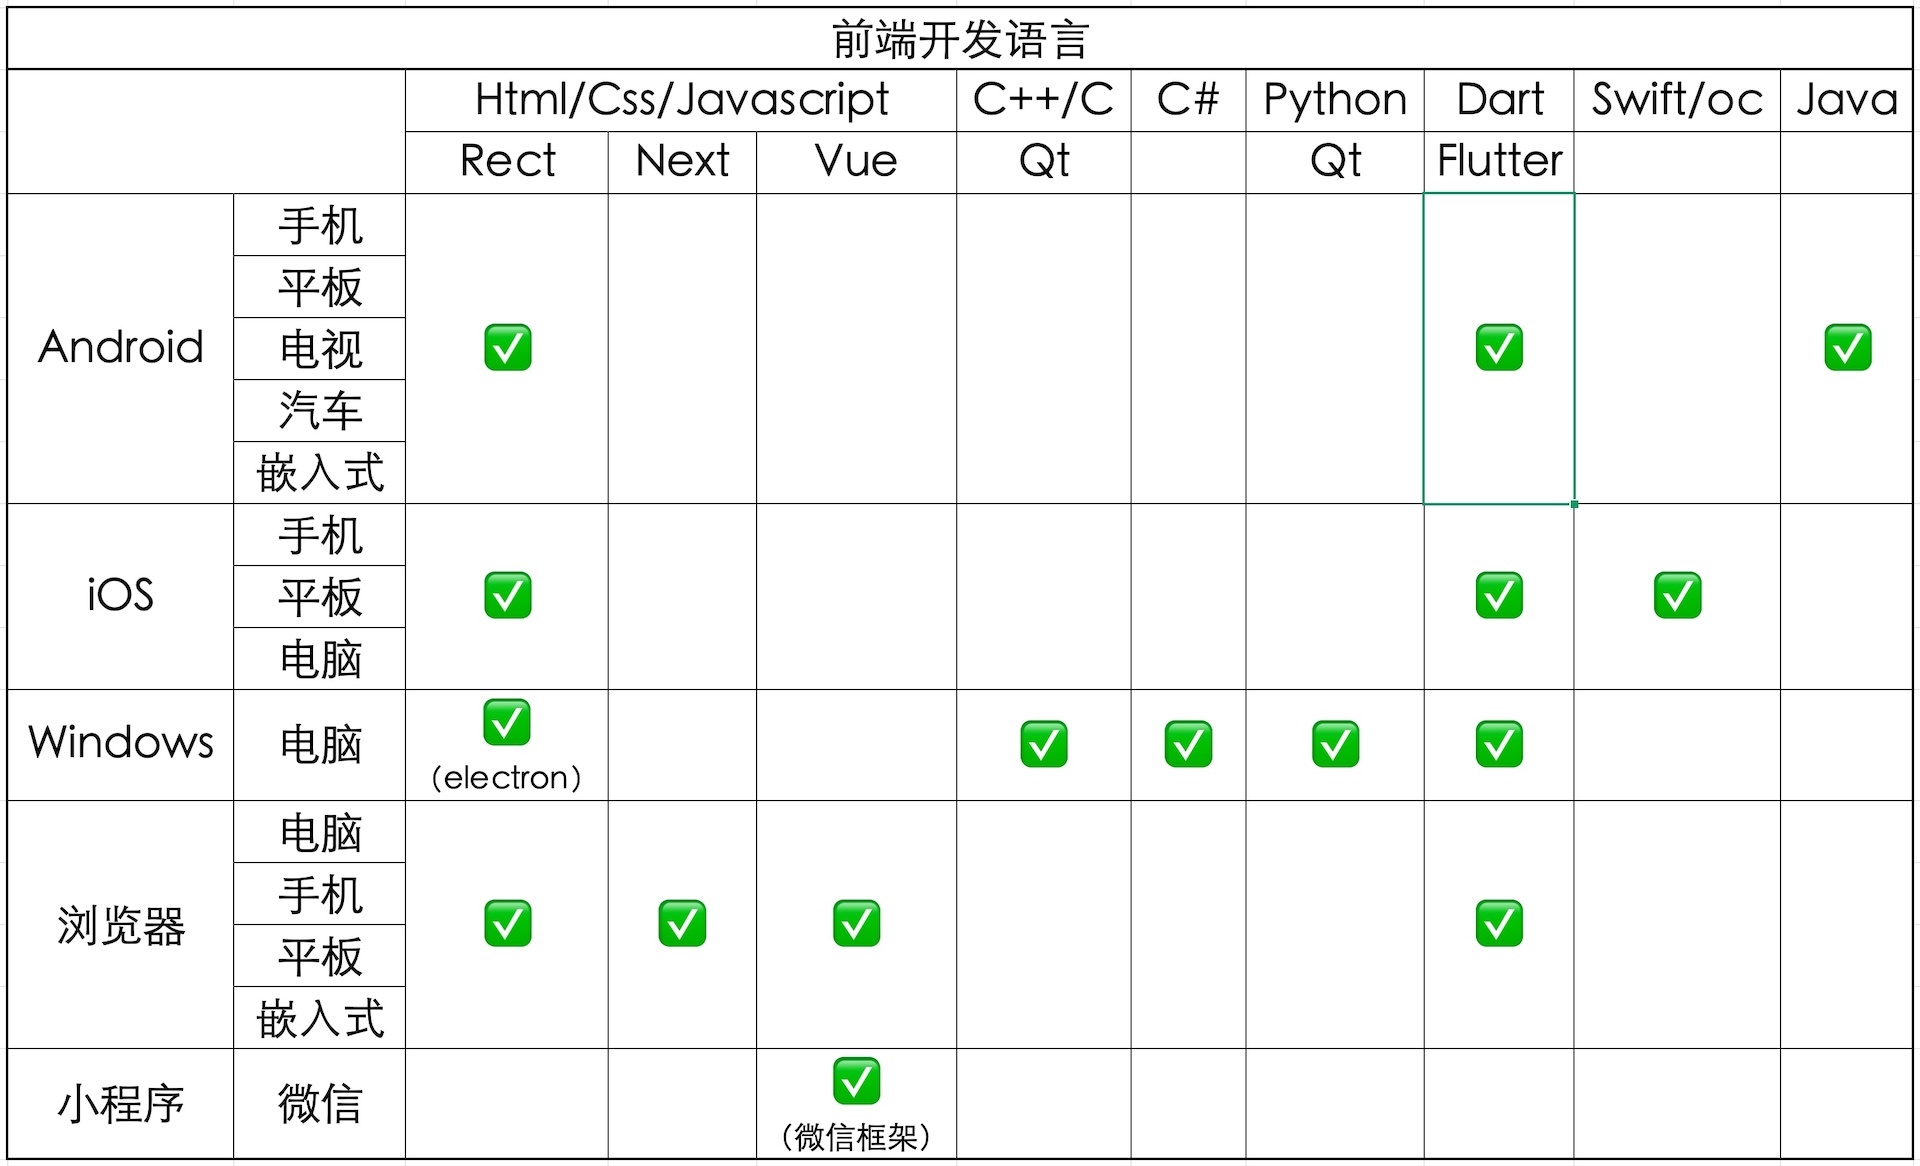 前端开发语言
Html/Css/Javascript C++/C C# Python Dart Swift/oc Java
Rect Next Vue Qt Qt Flutter
Android
手机
平板
电视
汽车
嵌入式
iOS
手机
平板
电脑
Windows
电脑
(electron)
浏览器
电脑
手机
平板
嵌入式
小程序
微信
(微信框架)